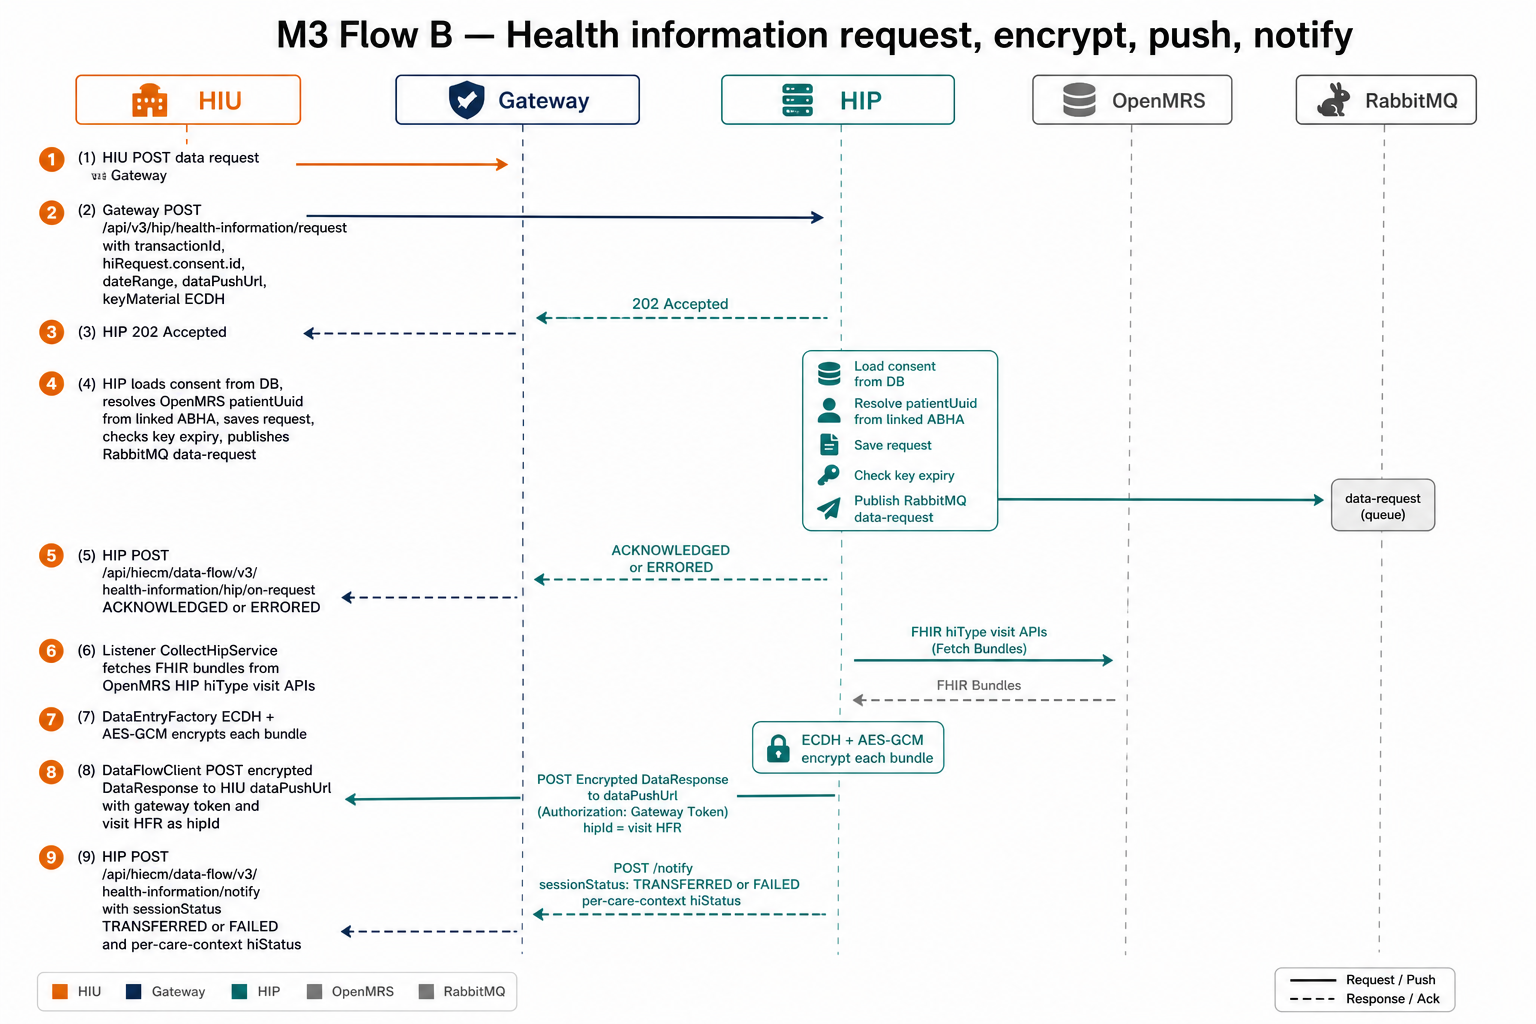 M3 Flow B — Health information request, encrypt, push, notify
HIU
Gateway
HIP
OpenMRS
RabbitMQ
1
(1) HIU POST data request
Gateway
2
(2) Gateway POST
/api/v3/hip/health-information/request
with transactionId,
hiRequest.consent.id,
dateRange, dataPushUrl,
keyMaterial ECDH
202 Accepted
3
(3) HIP 202 Accepted
4
(4) HIP loads consent from DB,
resolves OpenMRS patientUuid
from linked ABHA, saves request,
checks key expiry, publishes
RabbitMQ data-request
Load consent
from DB
Resolve patientUuid
from linked ABHA
Save request
Check key expiry
Publish RabbitMQ
data-request
data-request
(queue)
5
(5) HIP POST
/api/hiecm/data-flow/v3/
health-information/hip/on-request
ACKNOWLEDGED or ERRORED
ACKNOWLEDGED
or ERRORED
6
(6) Listener CollectHipService
fetches FHIR bundles from
OpenMRS HIP hiType visit APIs
FHIR hiType visit APIs
(Fetch Bundles)
FHIR Bundles
7
(7) DataEntryFactory ECDH +
AES-GCM encrypts each bundle
ECDH + AES-GCM
encrypt each bundle
8
(8) DataFlowClient POST encrypted
DataResponse to HIU dataPushUrl
with gateway token and
visit HFR as hipId
POST Encrypted DataResponse
to dataPushUrl
(Authorization: Gateway Token)
hipId = visit HFR
9
(9) HIP POST
/api/hiecm/data-flow/v3/
health-information/notify
with sessionStatus
TRANSFERRED or FAILED
and per-care-context hiStatus
POST /notify
sessionStatus: TRANSFERRED or FAILED
per-care-context hiStatus
HIU
Gateway
HIP
OpenMRS
RabbitMQ
Request / Push
Response / Ack